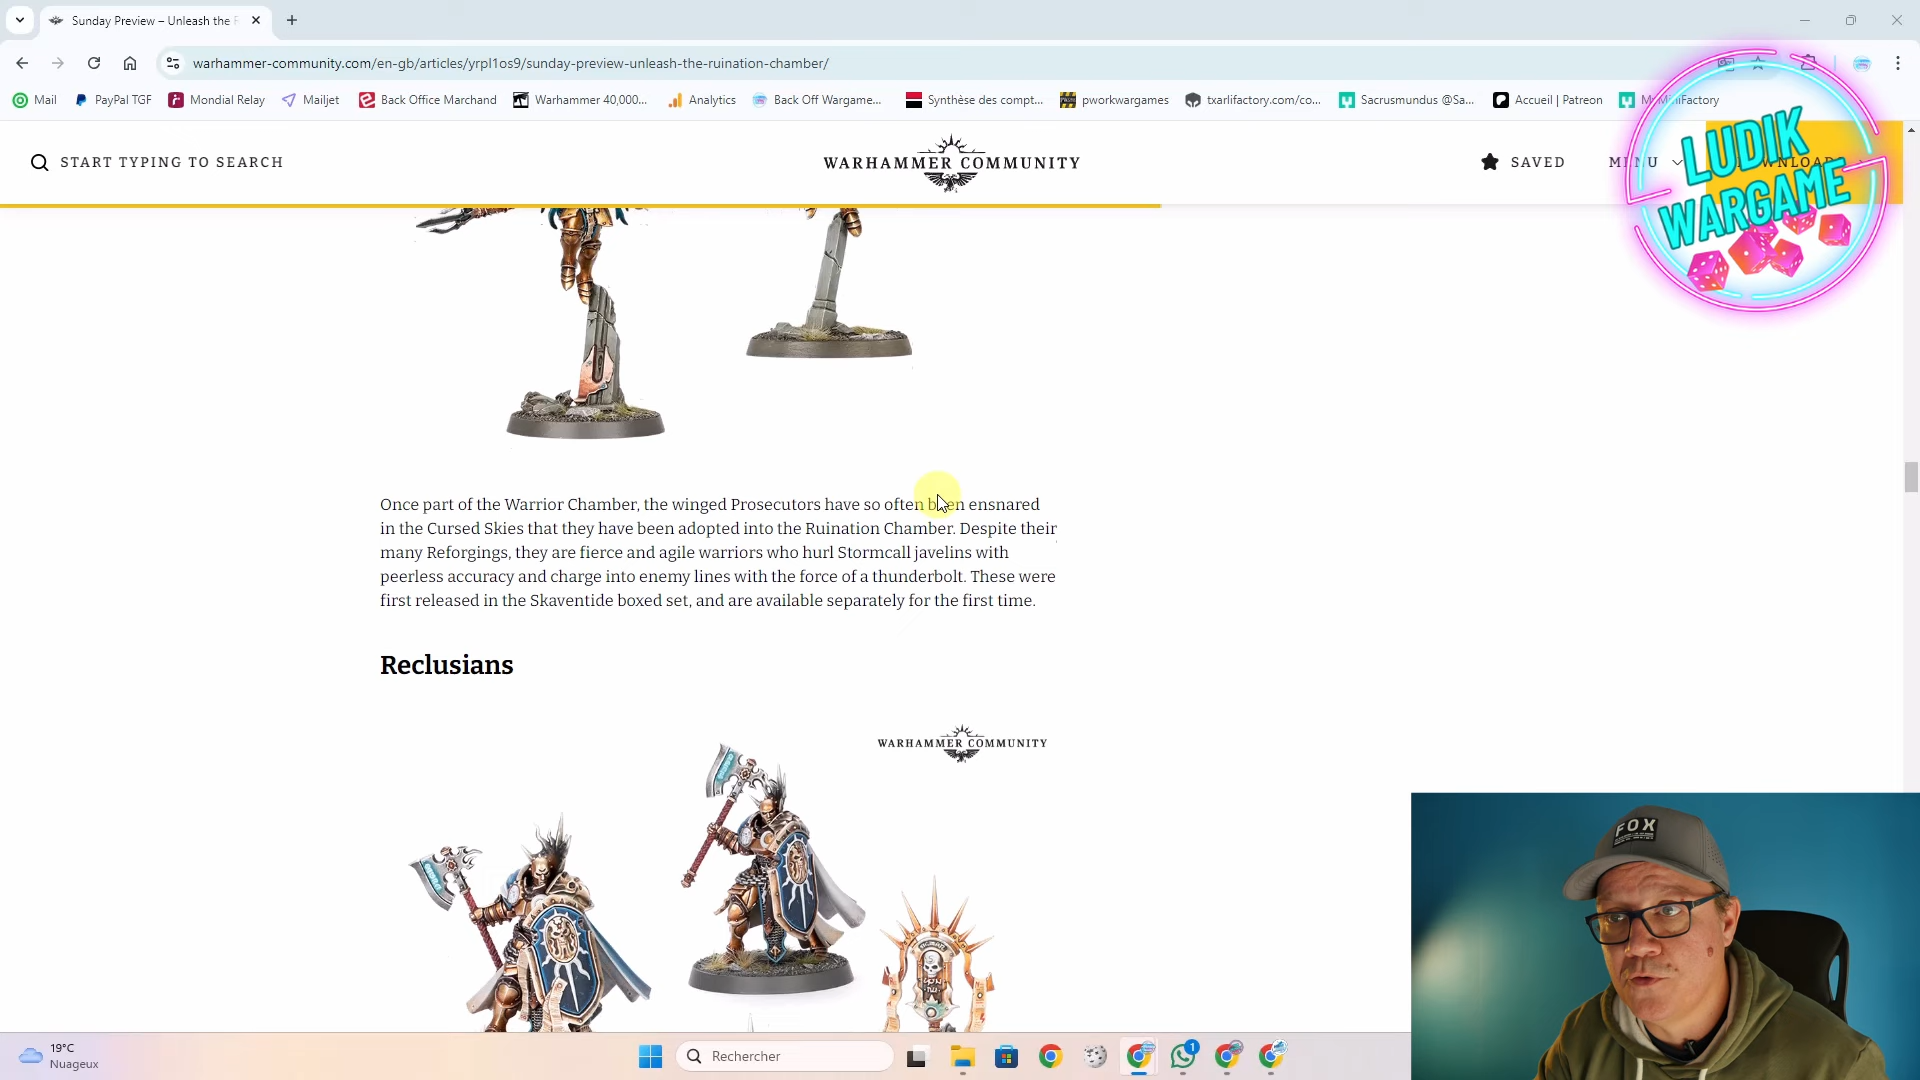 Sunday Preview – Unleash the
warhammer-community.com/en-gb/articles/yrpl1os9/sunday-preview-unleash-the-ruination-chamber/
Mail
PayPal TGF
Mondial Relay
Mailjet
Back Office Marchand
Warhammer 40,000...
Analytics
Back Off Wargame...
Synthèse des compt...
pworkwargames
txarlifactory.com/co...
Sacrusmundus @Sa...
Accueil | Patreon
MyMiniFactory
START TYPING TO SEARCH
WARHAMMER COMMUNITY
SAVED
MENU
LUDIK
WARGAME
Once part of the Warrior Chamber, the winged Prosecutors have so often been ensnared
in the Cursed Skies that they have been adopted into the Ruination Chamber. Despite their
many Reforgings, they are fierce and agile warriors who hurl Stormcall javelins with
peerless accuracy and charge into enemy lines with the force of a thunderbolt. These were
first released in the Skaventide boxed set, and are available separately for the first time.
Reclusians
WARHAMMER COMMUNITY
FOX
19°C
Nuageux
Rechercher
1